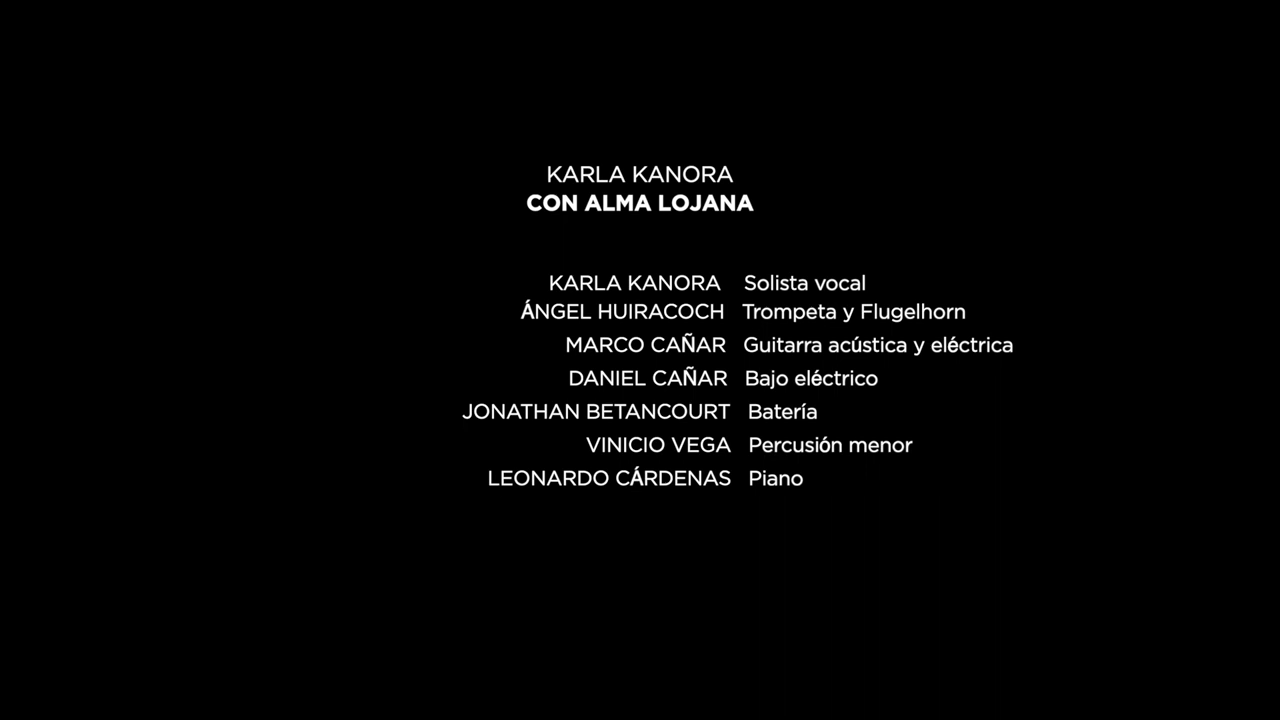 KARLA KANORA
CON ALMA LOJANA
KARLA KANORA Solista vocal
ÁNGEL HUIRACOCH Trompeta y Flugelhorn
MARCO CAÑAR Guitarra acústica y eléctrica
DANIEL CAÑAR Bajo eléctrico
JONATHAN BETANCOURT Batería
VINICIO VEGA Percusión menor
LEONARDO CÁRDENAS Piano